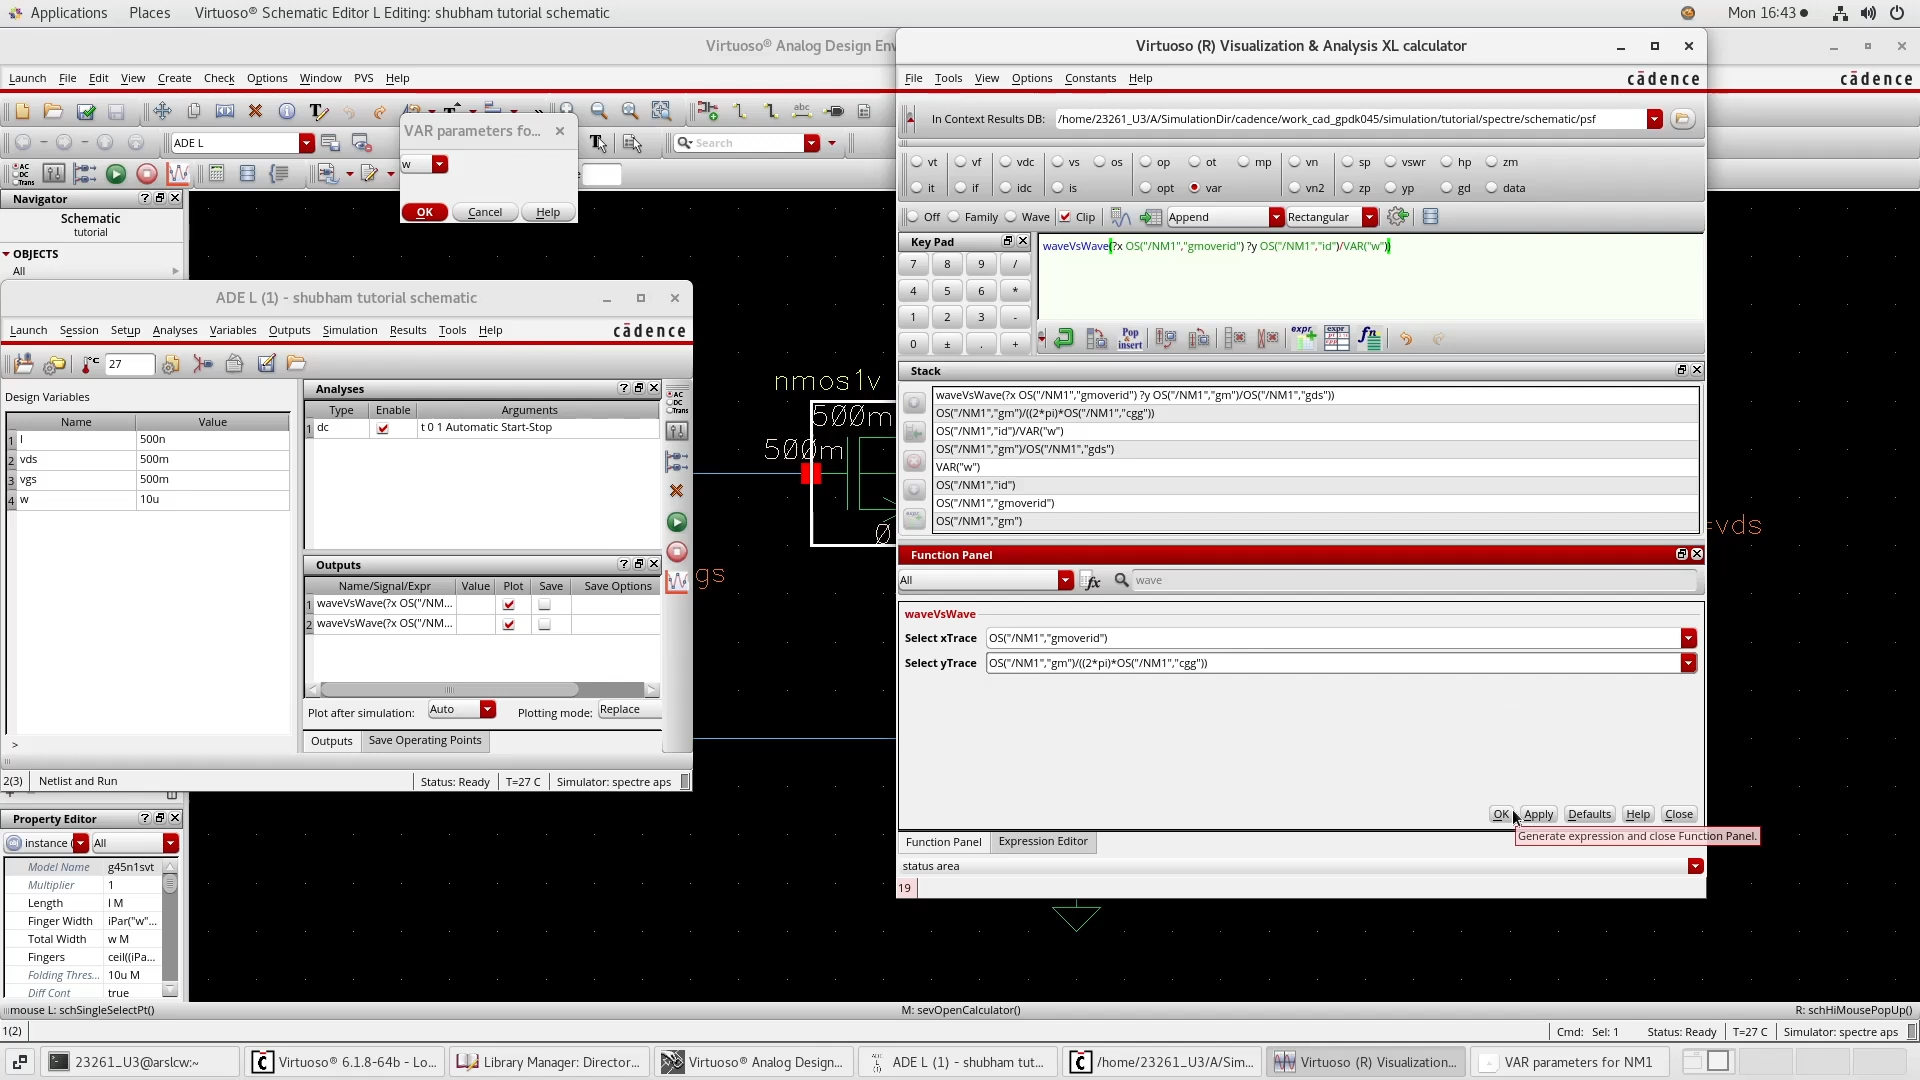 Applications Places Virtuoso® Schematic Editor L Editing: shubham tutorial schematic Mon 16:43
Virtuoso® Analog Design Env
Virtuoso (R) Visualization & Analysis XL calculator
Launch File Edit View Create Check Options Window PVS Help
File Tools View Options Constants Help cādence
cādence
In Context Results DB: /home/23261_U3/A/SimulationDir/cadence/work_cad_gpdk045/simulation/tutorial/spectre/schematic/psf
VAR parameters fo...
w
OK Cancel Help
ADE L
Search
vt vf vdc vs os op ot mp vn sp vswr hp zm
it if idc is opt var vn2 zp yp gd data
Off Family Wave Clip Append Rectangular
Navigator
Schematic
tutorial
OBJECTS
All
Key Pad
7 8 9 /
4 5 6 *
1 2 3 -
0 ± . +
waveVsWave(?x OS("/NM1","gmoverid") ?y OS("/NM1","id")/VAR("w"))
Pop
insert
Stack
waveVsWave(?x OS("/NM1","gmoverid") ?y OS("/NM1","gm")/OS("/NM1","gds"))
OS("/NM1","gm")/((2*pi)*OS("/NM1","cgg"))
OS("/NM1","id")/VAR("w")
OS("/NM1","gm")/OS("/NM1","gds")
VAR("w")
OS("/NM1","id")
OS("/NM1","gmoverid")
OS("/NM1","gm")
Function Panel
All wave
waveVsWave
Select xTrace OS("/NM1","gmoverid")
Select yTrace OS("/NM1","gm")/((2*pi)*OS("/NM1","cgg"))
OK Apply Defaults Help Close
Generate expression and close Function Panel.
Function Panel Expression Editor
status area
19
ADE L (1) - shubham tutorial schematic
Launch Session Setup Analyses Variables Outputs Simulation Results Tools Help cādence
°C 27
Design Variables
Name Value
1 l 500n
2 vds 500m
3 vgs 500m
4 w 10u
>
Analyses
Type Enable Arguments
1 dc t 0 1 Automatic Start-Stop
AC
DC
Trans
Outputs
Name/Signal/Expr Value Plot Save Save Options
1 waveVsWave(?x OS("/NM...
2 waveVsWave(?x OS("/NM...
Plot after simulation: Auto Plotting mode: Replace
Outputs Save Operating Points
2(3) Netlist and Run Status: Ready T=27 C Simulator: spectre aps
nmos1v
500m
500m
gs
=vds
Property Editor
instance All
Model Name g45n1svt
Multiplier 1
Length l M
Finger Width iPar("w"...
Total Width w M
Fingers ceil((iPa...
Folding Thres... 10u M
Diff Cont true
mouse L: schSingleSelectPt() M: sevOpenCalculator() R: schHiMousePopUp()
1(2) Cmd: Sel: 1 Status: Ready T=27 C Simulator: spectre aps
23261_U3@arslcw:~ Virtuoso® 6.1.8-64b - Lo... Library Manager: Director... Virtuoso® Analog Design... ADE L (1) - shubham tut... /home/23261_U3/A/Sim... Virtuoso (R) Visualization... VAR parameters for NM1